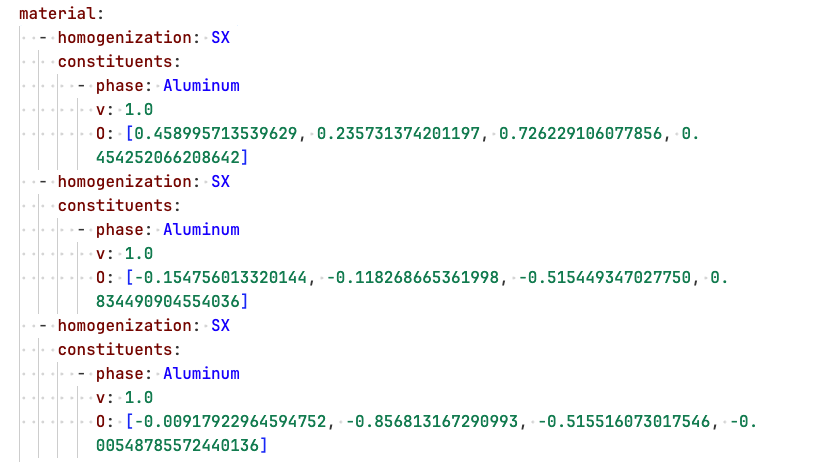 material:
  - homogenization: SX
    constituents:
      - phase: Aluminum
        v: 1.0
        O: [0.458995713539629, 0.235731374201197, 0.726229106077856, 0.
        454252066208642]
  - homogenization: SX
    constituents:
      - phase: Aluminum
        v: 1.0
        O: [-0.154756013320144, -0.118268665361998, -0.515449347027750, 0.
        834490904554036]
  - homogenization: SX
    constituents:
      - phase: Aluminum
        v: 1.0
        O: [-0.00917922964594752, -0.856813167290993, -0.515516073017546, -0.
        00548785572440136]